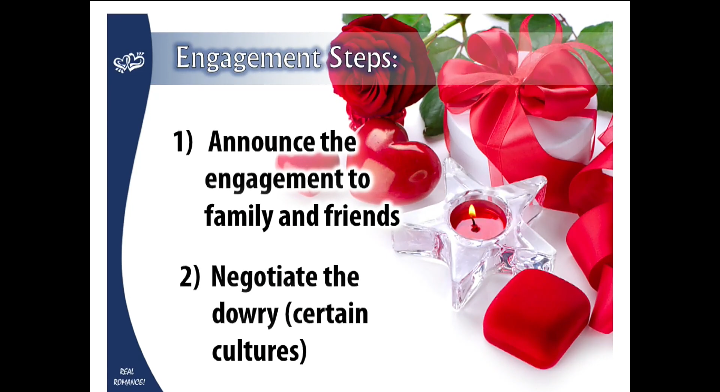 Engagement Steps:
1) Announce the
engagement to
family and friends
2) Negotiate the
dowry (certain
cultures)
REAL
ROMANCE!